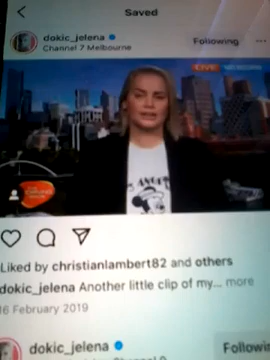 Saved
dokic_jelena
Channel 7 Melbourne
Following
LIVE
Liked by christianlambert82 and others
dokic_jelena Another little clip of my... more
16 February 2019
dokic_jelena